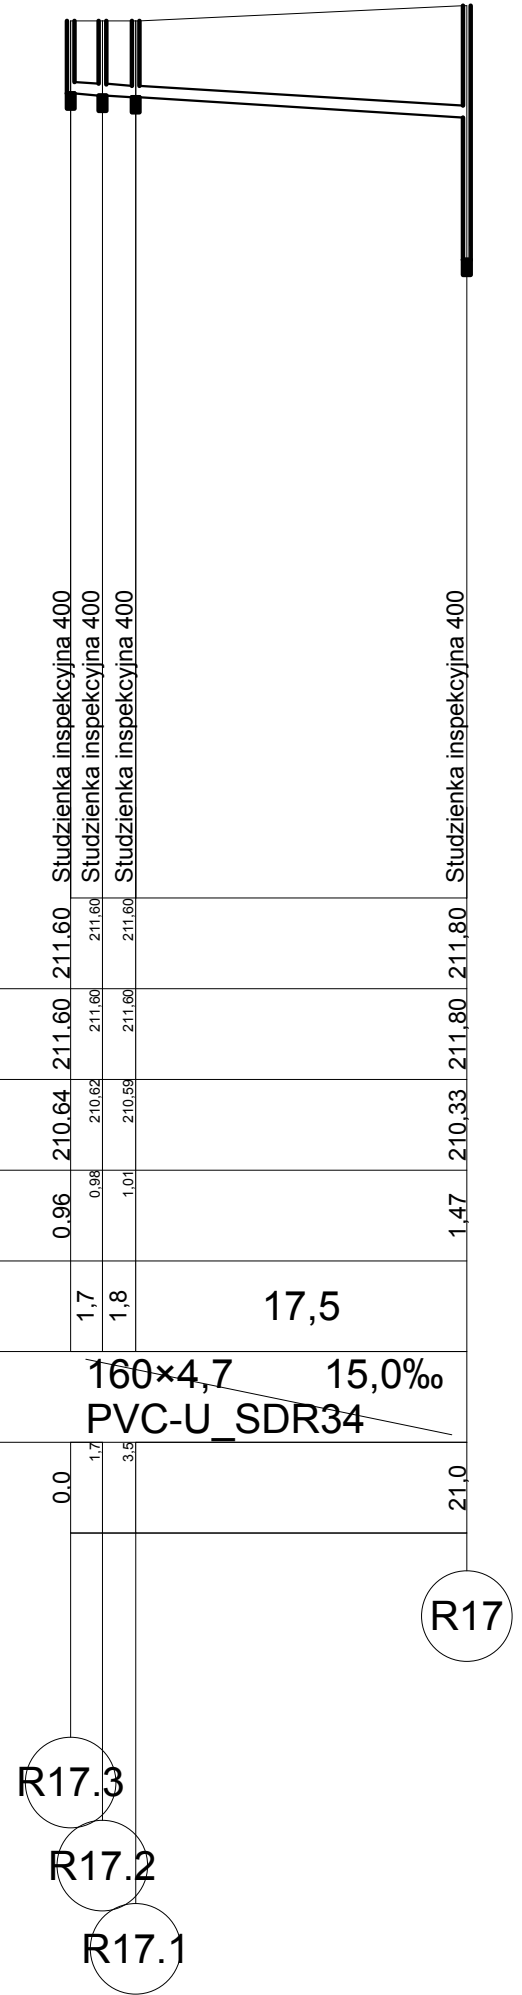 Studzienka inspekcyjna 400
Studzienka inspekcyjna 400
Studzienka inspekcyjna 400
Studzienka inspekcyjna 400
211.60
211,60
211,60
211,80
211.60
211,60
211,60
211,80
210.64
210,62
210,59
210,33
0.96
0,98
1,01
1,47
1,7
1,8
17,5
160×4,7 15,0‰
PVC-U_SDR34
0.0
1,7
3,5
21,0
R17
R17.3
R17.2
R17.1